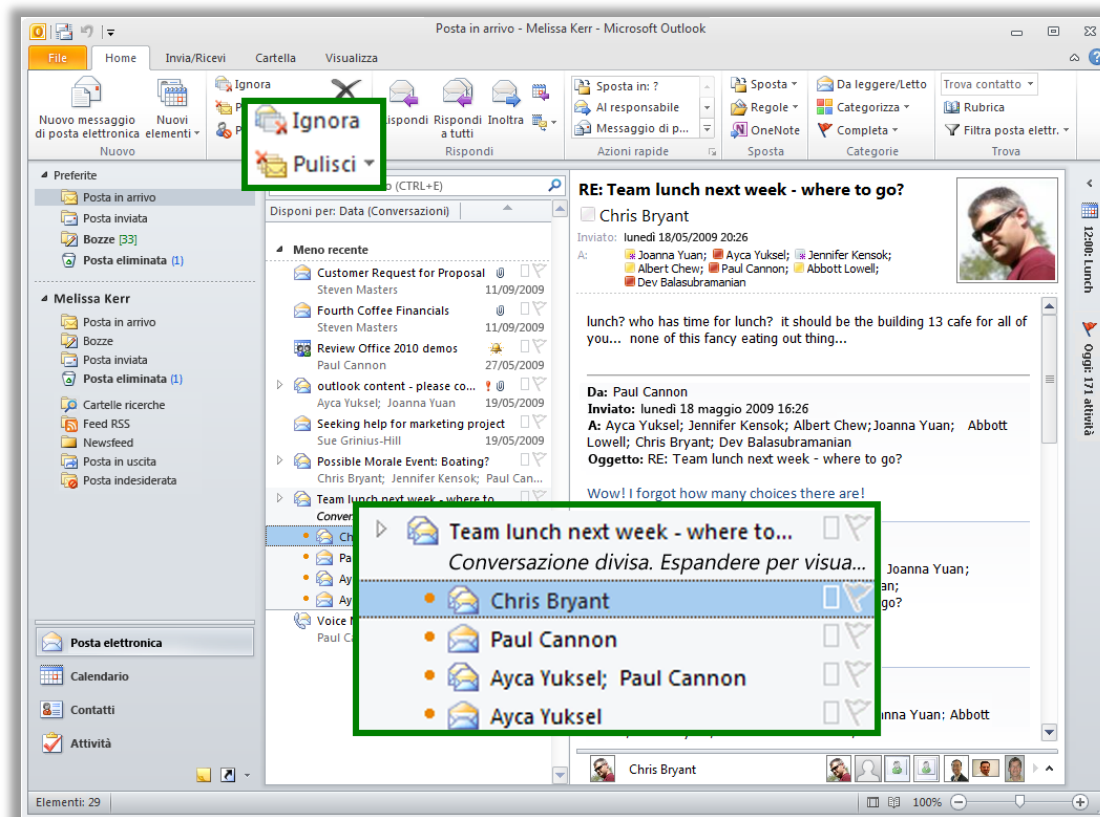 Posta in arrivo - Melissa Kerr - Microsoft Outlook
File Home Invia/Ricevi Cartella Visualizza
Nuovo messaggio di posta elettronica
Nuovi elementi
Nuovo
Ignora
Ignora
Pulisci
Rispondi a tutti
Inoltra
Rispondi
Sposta in: ?
Al responsabile
Messaggio di p...
Azioni rapide
Sposta
Regole
OneNote
Sposta
Da leggere/Letto
Categorizza
Completa
Categorie
Trova contatto
Rubrica
Filtra posta elettr.
Trova
Preferite
Posta in arrivo
Posta inviata
Bozze [33]
Posta eliminata (1)
Melissa Kerr
Posta in arrivo
Bozze
Posta inviata
Posta eliminata (1)
Cartelle ricerche
Feed RSS
Newsfeed
Posta in uscita
Posta indesiderata
Posta elettronica
Calendario
Contatti
Attività
Elementi: 29
(CTRL+E)
Disponi per: Data (Conversazioni)
Meno recente
Customer Request for Proposal
Steven Masters 11/09/2009
Fourth Coffee Financials
Steven Masters 11/09/2009
Review Office 2010 demos
Paul Cannon 27/05/2009
outlook content - please co...
Ayca Yuksel; Joanna Yuan 19/05/2009
Seeking help for marketing project
Sue Grinius-Hill 19/05/2009
Possible Morale Event: Boating?
Chris Bryant; Jennifer Kensok; Paul Can...
Team lunch next week - where to
Team lunch next week - where to...
Conversazione divisa. Espandere per visua...
Chris Bryant
Paul Cannon
Ayca Yuksel; Paul Cannon
Ayca Yuksel
Voice
RE: Team lunch next week - where to go?
Chris Bryant
Inviato: lunedì 18/05/2009 20:26
A: Joanna Yuan; Ayca Yuksel; Jennifer Kensok;
Albert Chew; Paul Cannon; Abbott Lowell;
Dev Balasubramanian
lunch? who has time for lunch? it should be the building 13 cafe for all of
you... none of this fancy eating out thing...
Da: Paul Cannon
Inviato: lunedì 18 maggio 2009 16:26
A: Ayca Yuksel; Jennifer Kensok; Albert Chew; Joanna Yuan; Abbott
Lowell; Chris Bryant; Dev Balasubramanian
Oggetto: RE: Team lunch next week - where to go?
Wow! I forgot how many choices there are!
Joanna Yuan;
go?
Abbott
Chris Bryant
12:00: Lunch
Oggi: 171 attività
100%